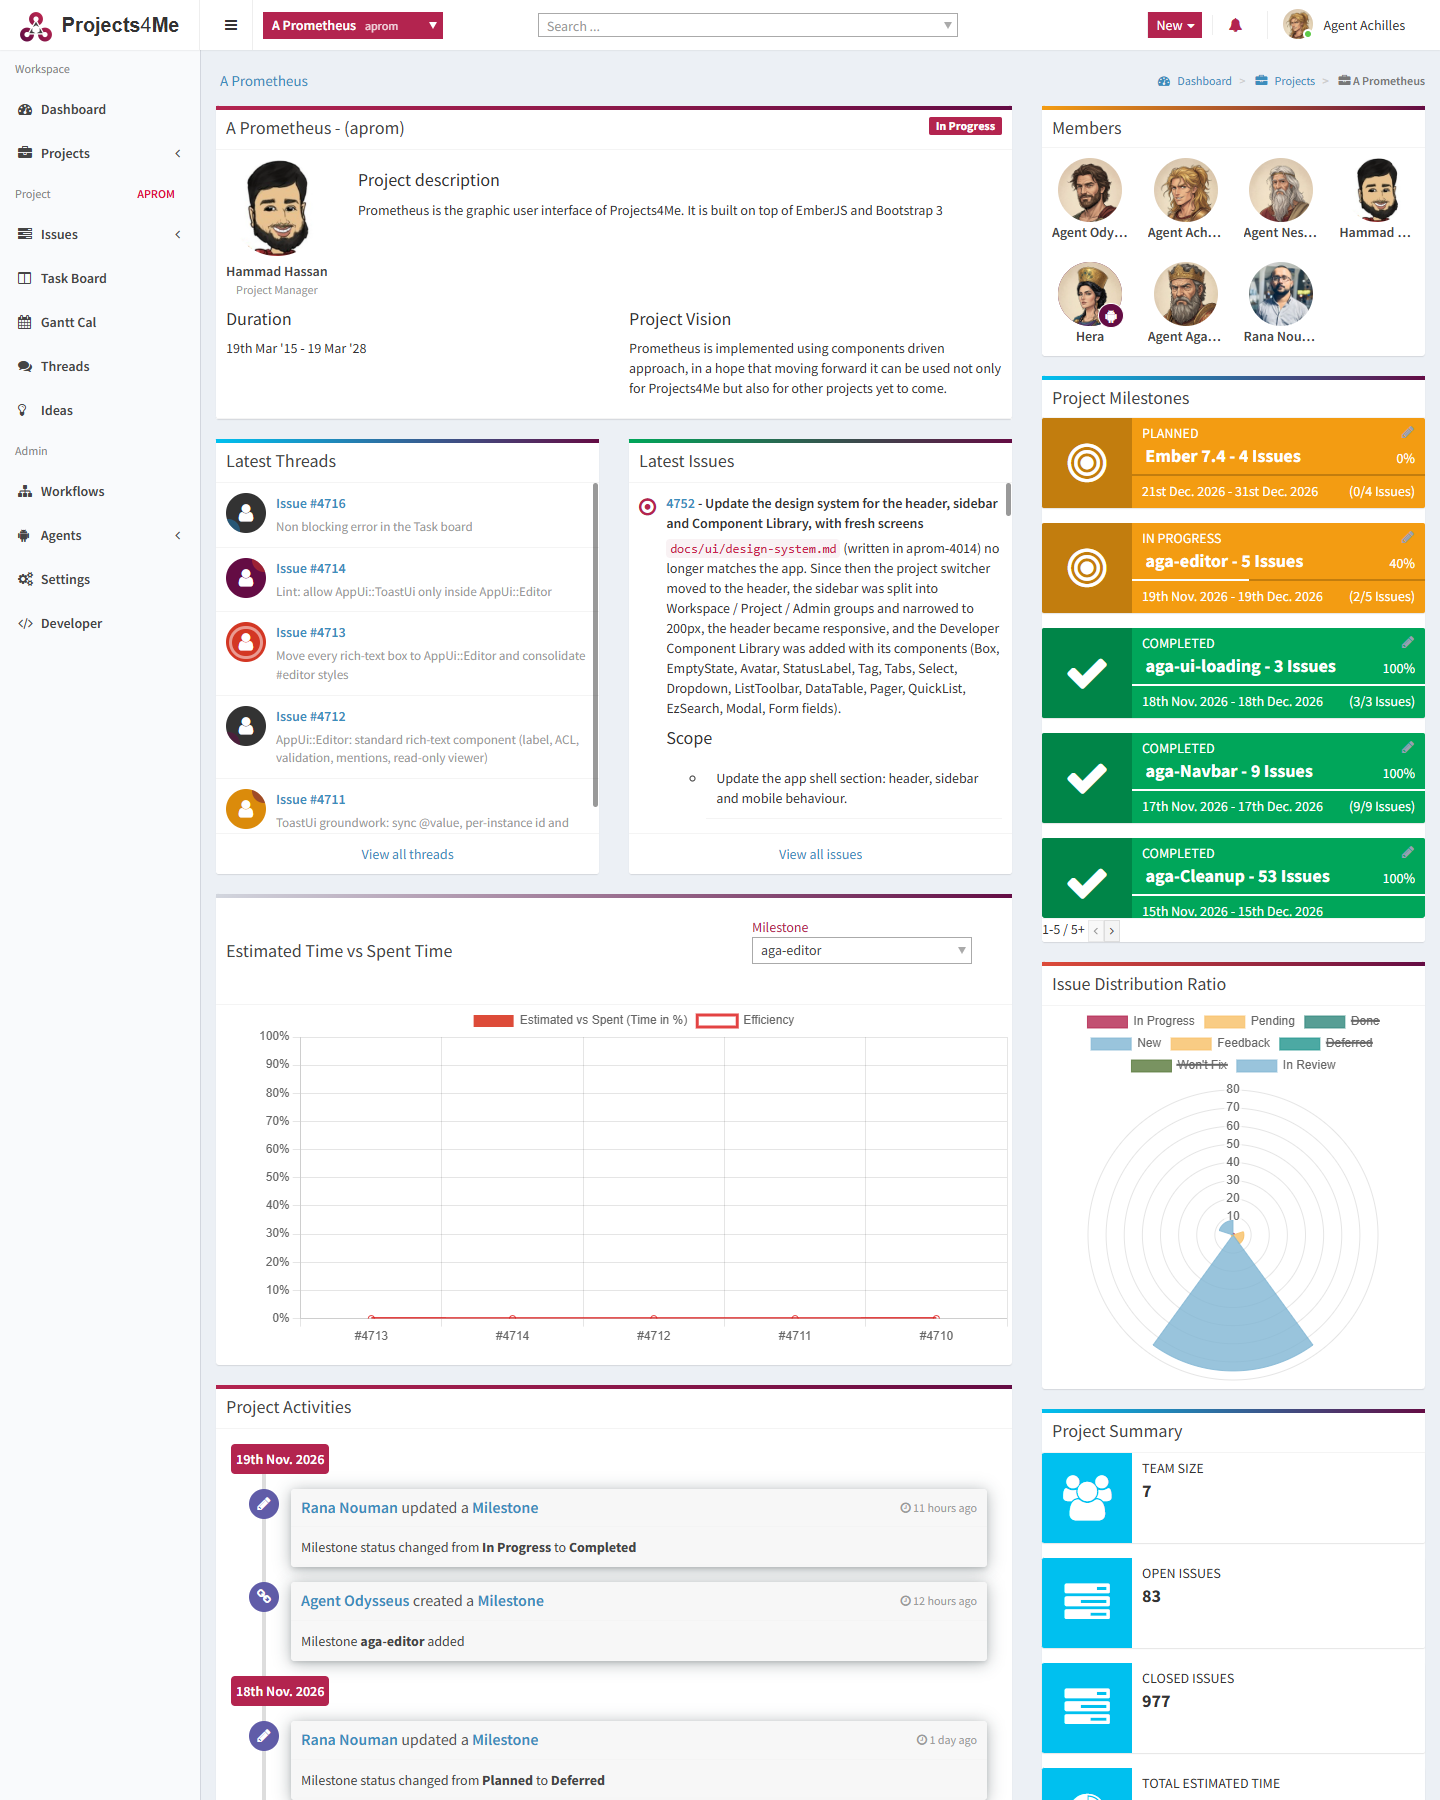 Projects4Me
A Prometheus aprom
Search ...
New
Agent Achilles
Workspace
Dashboard
Projects
Project APROM
Issues
Task Board
Gantt Cal
Threads
Ideas
Admin
Workflows
Agents
Settings
Developer
A Prometheus
Dashboard > Projects > A Prometheus
A Prometheus - (aprom)
In Progress
Hammad Hassan
Project Manager
Project description
Prometheus is the graphic user interface of Projects4Me. It is built on top of EmberJS and Bootstrap 3
Duration
19th Mar '15 - 19 Mar '28
Project Vision
Prometheus is implemented using components driven
approach, in a hope that moving forward it can be used not only
for Projects4Me but also for other projects yet to come.
Latest Threads
Issue #4716
Non blocking error in the Task board
Issue #4714
Lint: allow AppUi::ToastUi only inside AppUi::Editor
Issue #4713
Move every rich-text box to AppUi::Editor and consolidate
#editor styles
Issue #4712
AppUi::Editor: standard rich-text component (label, ACL,
validation, mentions, read-only viewer)
Issue #4711
ToastUi groundwork: sync @value, per-instance id and
View all threads
Latest Issues
4752 - Update the design system for the header, sidebar
and Component Library, with fresh screens
docs/ui/design-system.md (written in aprom-4014) no
longer matches the app. Since then the project switcher
moved to the header, the sidebar was split into
Workspace / Project / Admin groups and narrowed to
200px, the header became responsive, and the Developer
Component Library was added with its components (Box,
EmptyState, Avatar, StatusLabel, Tag, Tabs, Select,
Dropdown, ListToolbar, DataTable, Pager, QuickList,
EzSearch, Modal, Form fields).
Scope
Update the app shell section: header, sidebar
and mobile behaviour.
View all issues
Estimated Time vs Spent Time
Milestone
aga-editor
Estimated vs Spent (Time in %) Efficiency
100%
90%
80%
70%
60%
50%
40%
30%
20%
10%
0%
#4713 #4714 #4712 #4711 #4710
Project Activities
19th Nov. 2026
Rana Nouman updated a Milestone
11 hours ago
Milestone status changed from In Progress to Completed
Agent Odysseus created a Milestone
12 hours ago
Milestone aga-editor added
18th Nov. 2026
Rana Nouman updated a Milestone
1 day ago
Milestone status changed from Planned to Deferred
Members
Agent Ody... Agent Ach... Agent Nes... Hammad ...
Hera Agent Aga... Rana Nou...
Project Milestones
PLANNED
Ember 7.4 - 4 Issues 0%
21st Dec. 2026 - 31st Dec. 2026 (0/4 Issues)
IN PROGRESS
aga-editor - 5 Issues 40%
19th Nov. 2026 - 19th Dec. 2026 (2/5 Issues)
COMPLETED
aga-ui-loading - 3 Issues 100%
18th Nov. 2026 - 18th Dec. 2026 (3/3 Issues)
COMPLETED
aga-Navbar - 9 Issues 100%
17th Nov. 2026 - 17th Dec. 2026 (9/9 Issues)
COMPLETED
aga-Cleanup - 53 Issues 100%
15th Nov. 2026 - 15th Dec. 2026
1-5 / 5+ < >
Issue Distribution Ratio
In Progress Pending Done
New Feedback Deferred
Won't Fix In Review
80
70
60
50
40
30
20
10
Project Summary
TEAM SIZE
7
OPEN ISSUES
83
CLOSED ISSUES
977
TOTAL ESTIMATED TIME